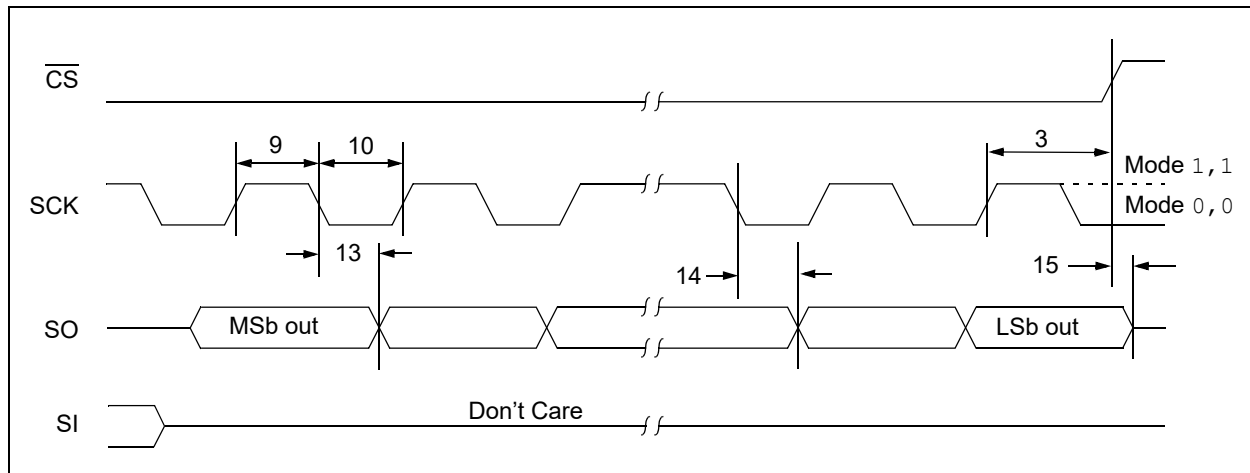 CS
9
10
3
Mode 1,1
SCK
Mode 0,0
13
14
15
SO
MSb out
LSb out
SI
Don't Care